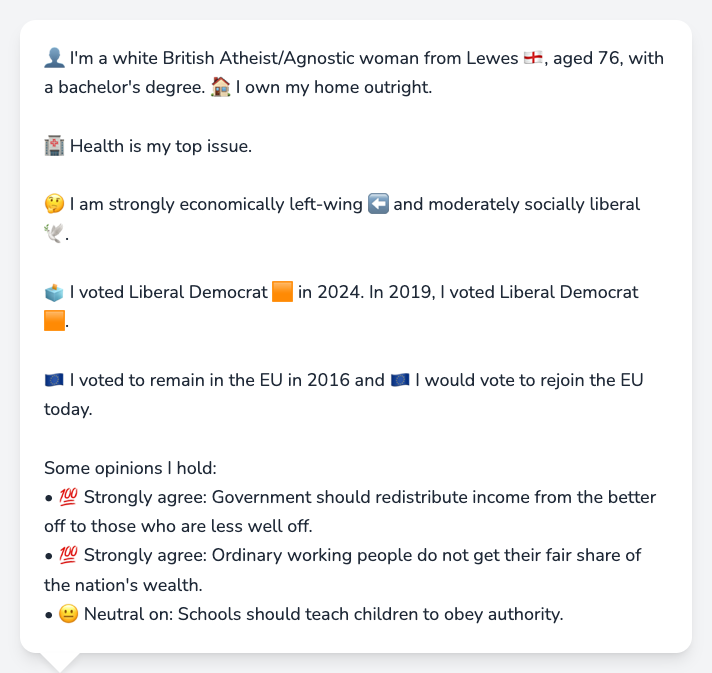 👤 I'm a white British Atheist/Agnostic woman from Lewes 🏴󠁧󠁢󠁥󠁮󠁧󠁿, aged 76, with
a bachelor's degree. 🏠 I own my home outright.
🏥 Health is my top issue.
🤔 I am strongly economically left-wing ⬅️ and moderately socially liberal
🕊️.
🗳️ I voted Liberal Democrat 🟧 in 2024. In 2019, I voted Liberal Democrat
🟧.
🇪🇺 I voted to remain in the EU in 2016 and 🇪🇺 I would vote to rejoin the EU
today.
Some opinions I hold:
• 💯 Strongly agree: Government should redistribute income from the better
off to those who are less well off.
• 💯 Strongly agree: Ordinary working people do not get their fair share of
the nation's wealth.
• 😐 Neutral on: Schools should teach children to obey authority.